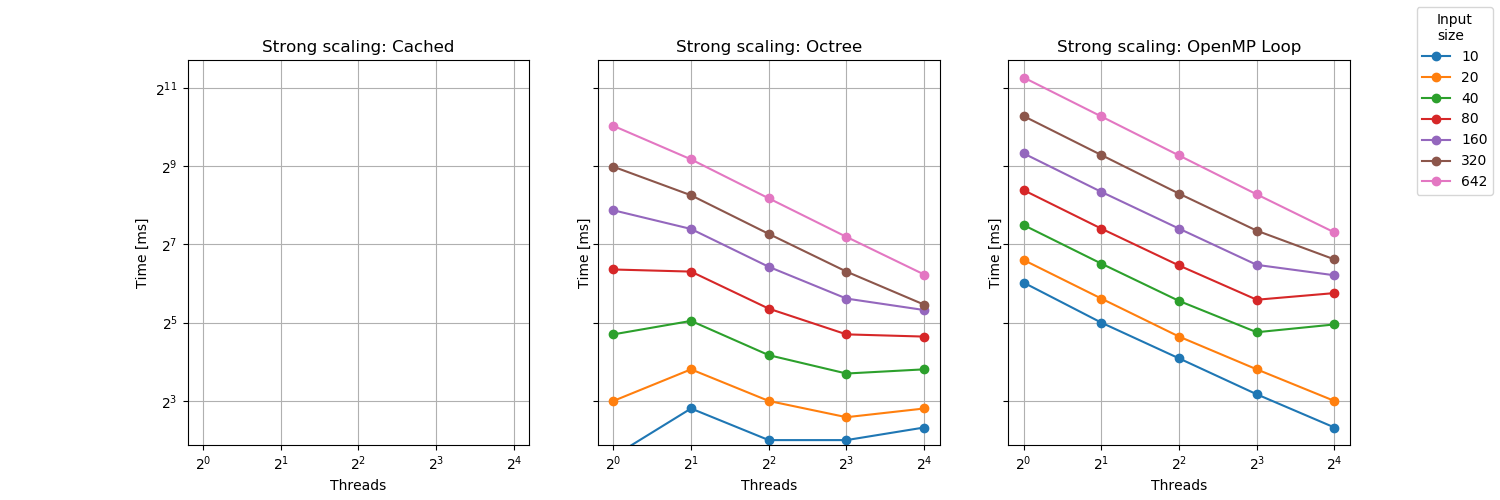 Strong scaling: Cached
2^11
2^9
2^7
2^5
2^3
Time [ms]
2^0 2^1 2^2 2^3 2^4
Threads
Strong scaling: Octree
Time [ms]
2^0 2^1 2^2 2^3 2^4
Threads
Strong scaling: OpenMP Loop
Time [ms]
2^0 2^1 2^2 2^3 2^4
Threads
Input
size
10
20
40
80
160
320
642